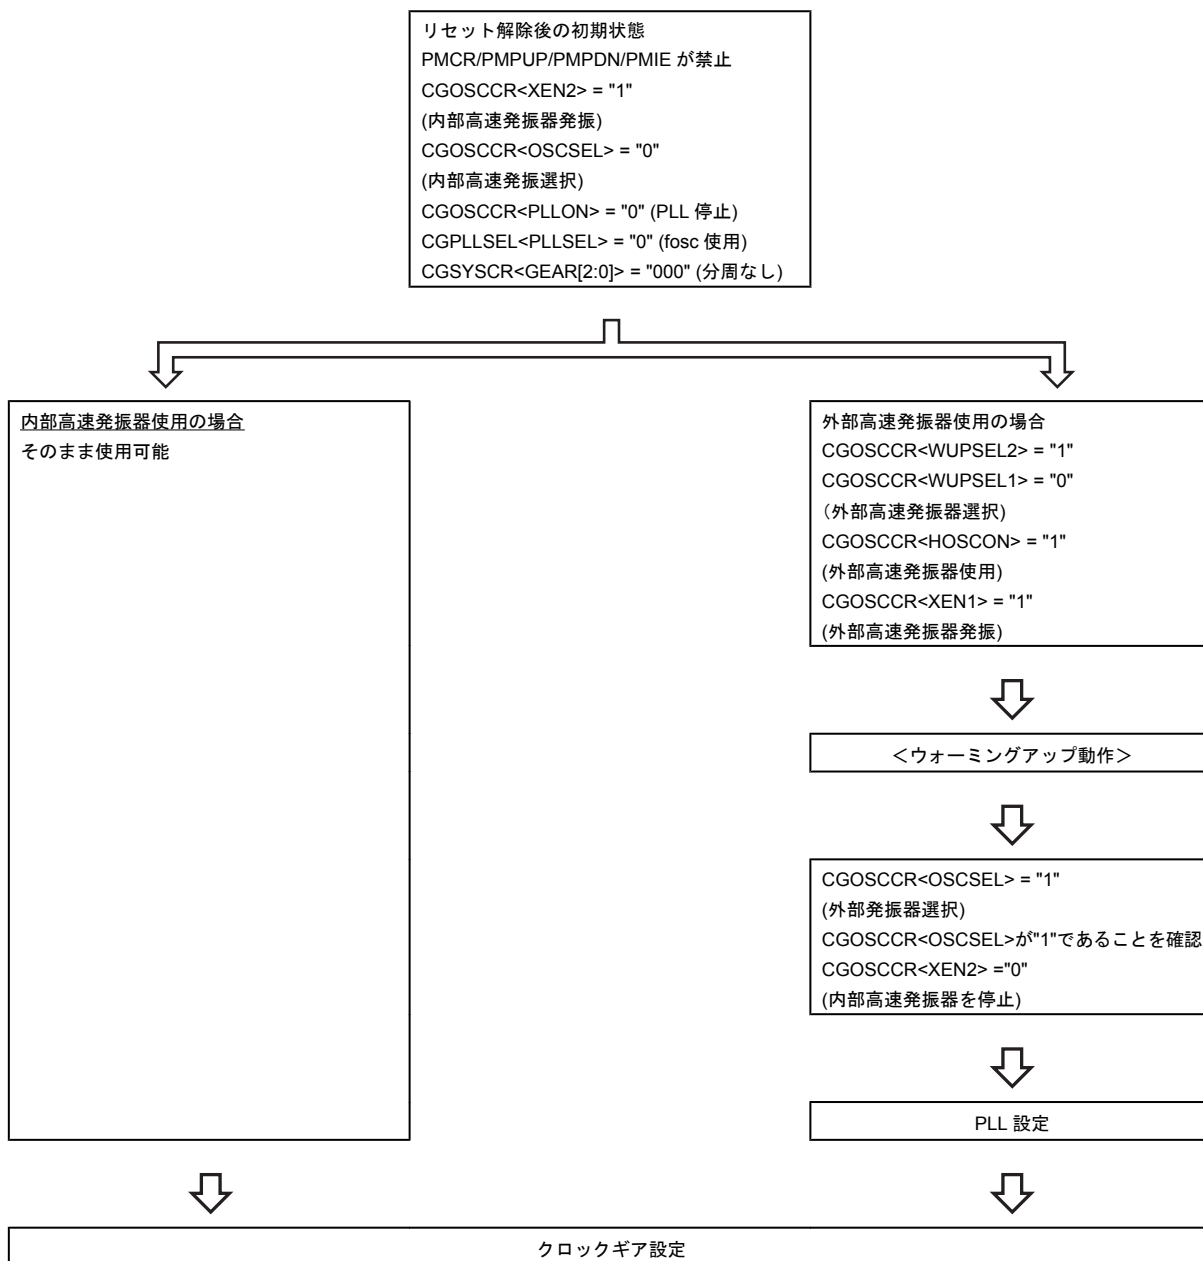 リセット解除後の初期状態
PMCR/PMPUP/PMPDN/PMIE が禁止
CGOSCCR<XEN2> = "1"
(内部高速発振器発振)
CGOSCCR<OSCSEL> = "0"
(内部高速発振選択)
CGOSCCR<PLLON> = "0" (PLL 停止)
CGPLLSEL<PLLSEL> = "0" (fosc 使用)
CGSYSCR<GEAR[2:0]> = "000" (分周なし)
内部高速発振器使用の場合
そのまま使用可能
外部高速発振器使用の場合
CGOSCCR<WUPSEL2> = "1"
CGOSCCR<WUPSEL1> = "0"
（外部高速発振器選択)
CGOSCCR<HOSCON> = "1"
(外部高速発振器使用)
CGOSCCR<XEN1> = "1"
(外部高速発振器発振)
＜ウォーミングアップ動作＞
CGOSCCR<OSCSEL> = "1"
(外部発振器選択)
CGOSCCR<OSCSEL>が"1"であることを確認
CGOSCCR<XEN2> ="0"
(内部高速発振器を停止)
PLL 設定
クロックギア設定